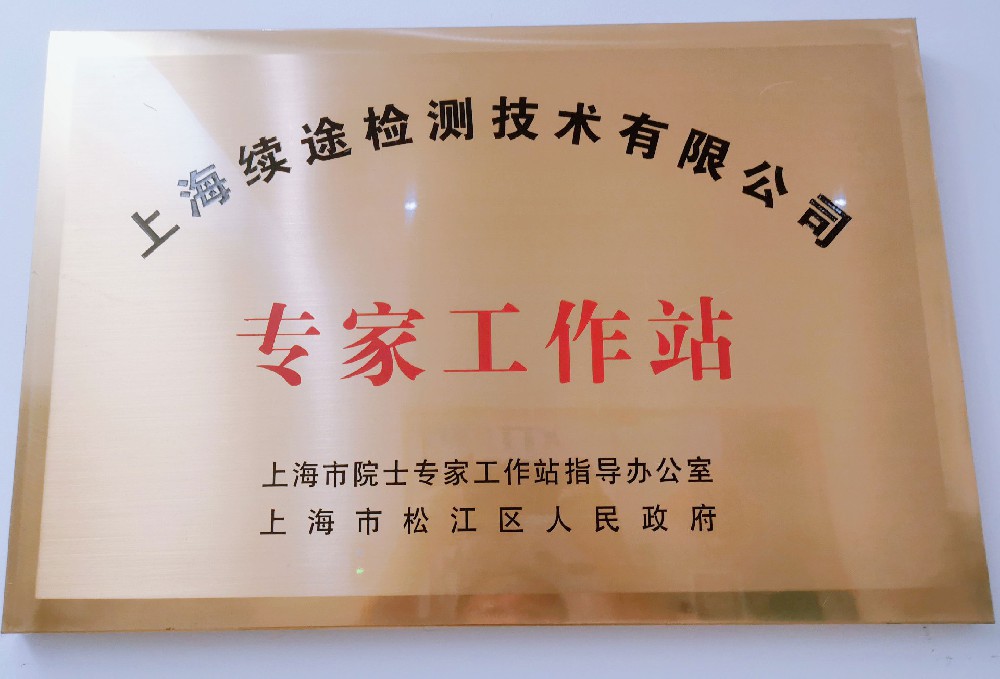 上海续途检测技术有限公司
专家工作站
上海市院士专家工作站指导办公室
上海市松江区人民政府